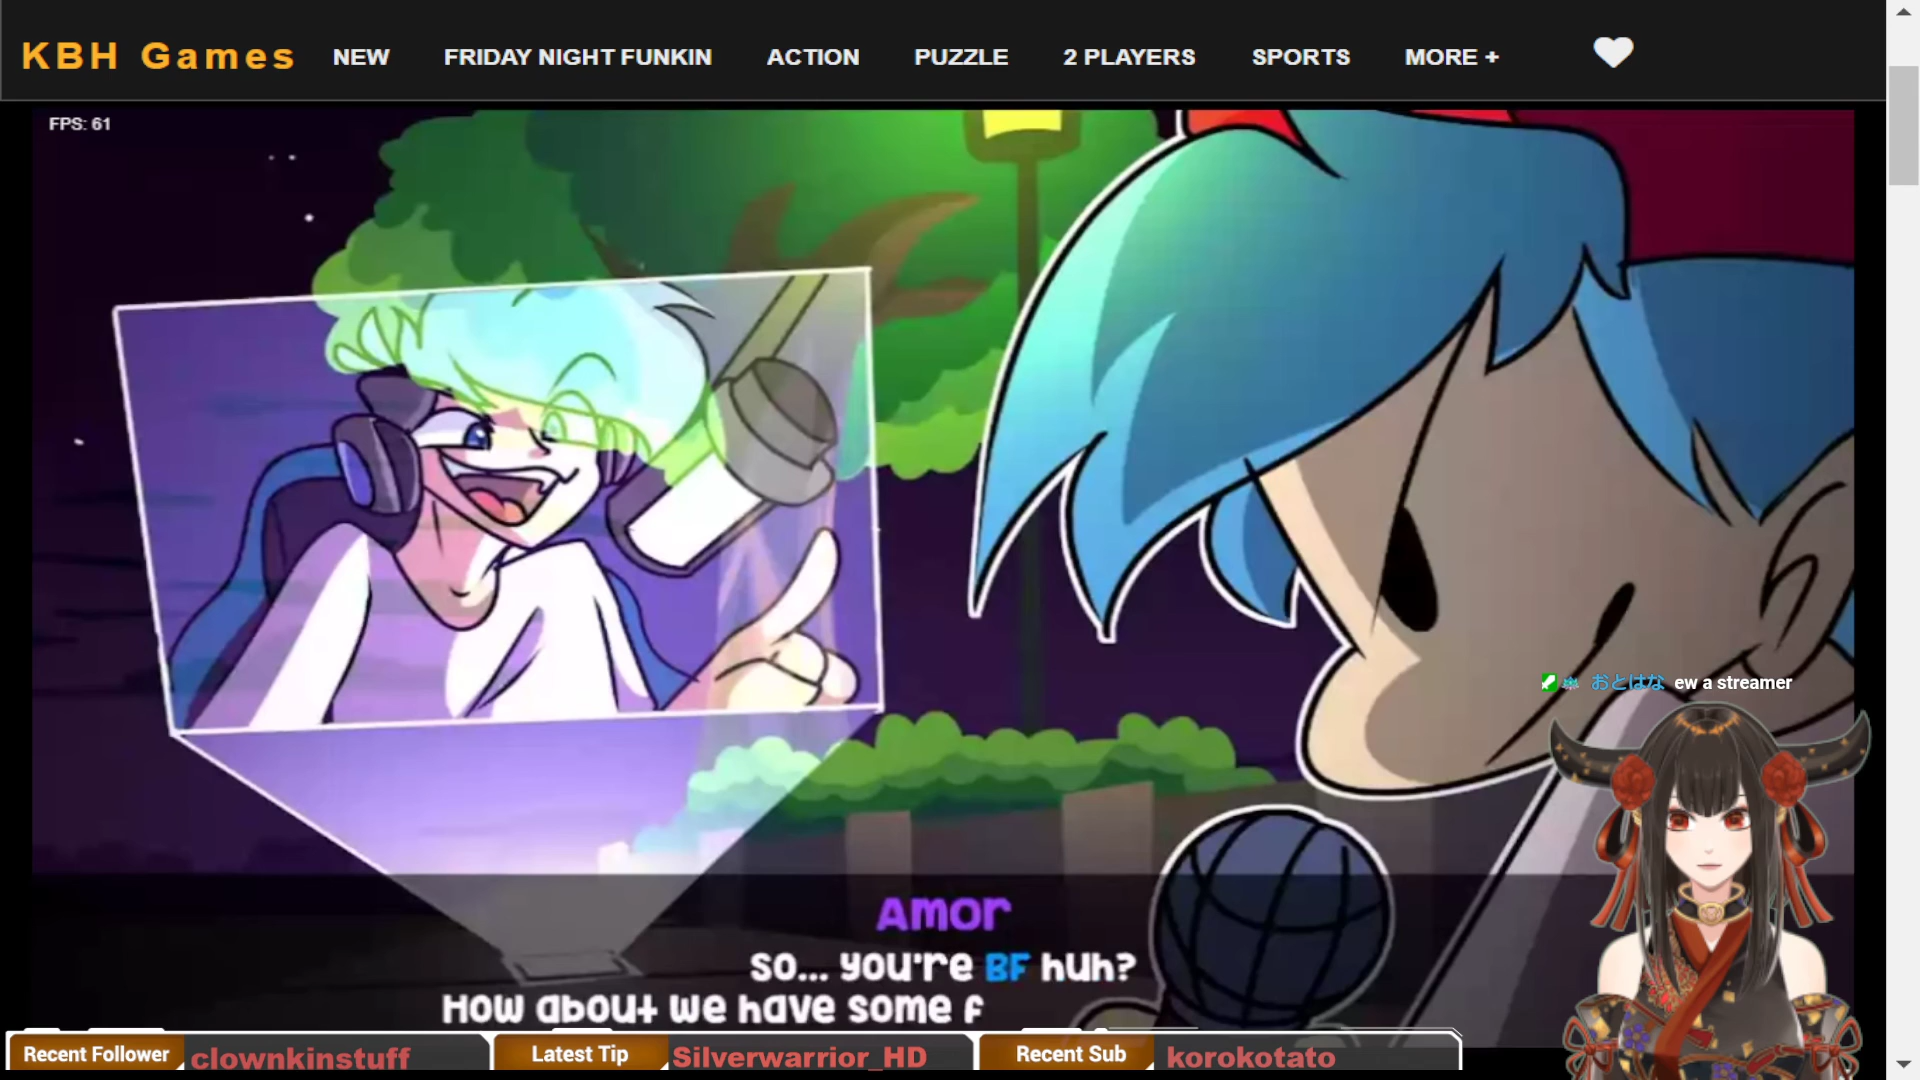 KBH Games NEW FRIDAY NIGHT FUNKIN ACTION PUZZLE 2 PLAYERS SPORTS MORE +
FPS: 61
おとはな ew a streamer
Amor
So... you're BF huh?
How about we have some f
Recent Follower clownkinstuff Latest Tip Silverwarrior_HD Recent Sub korokotato